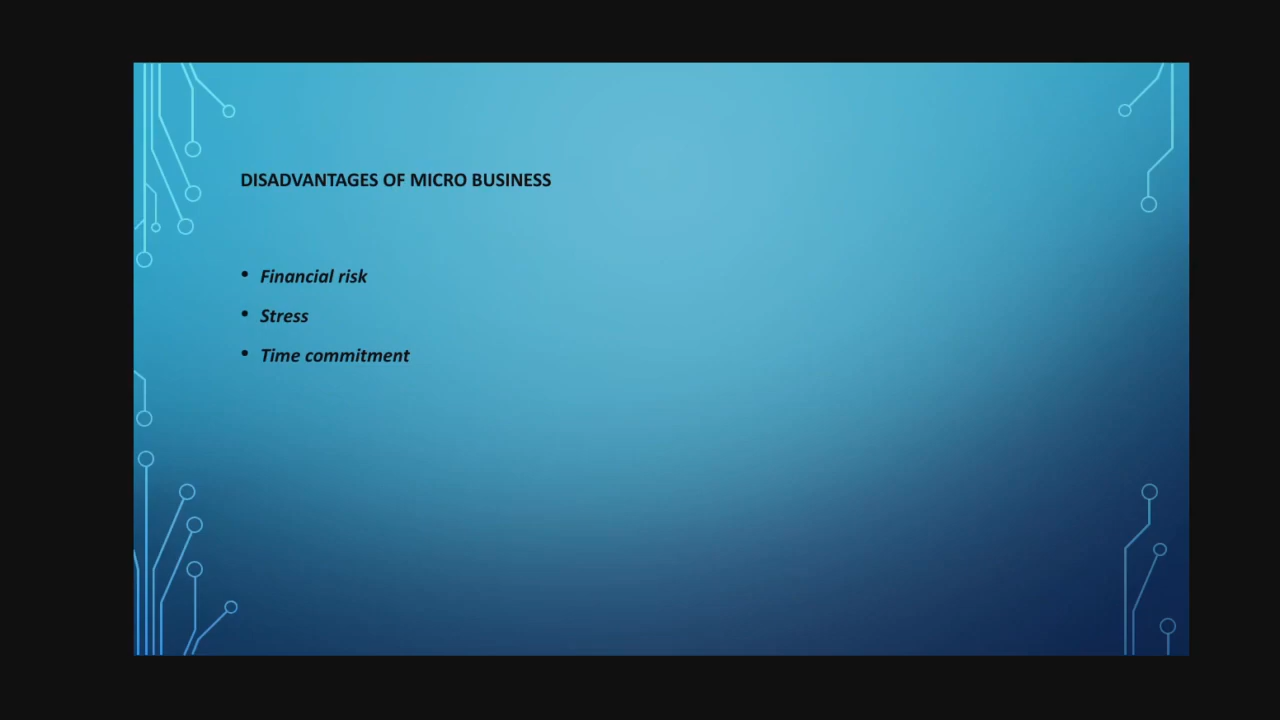 DISADVANTAGES OF MICRO BUSINESS
• Financial risk
• Stress
• Time commitment